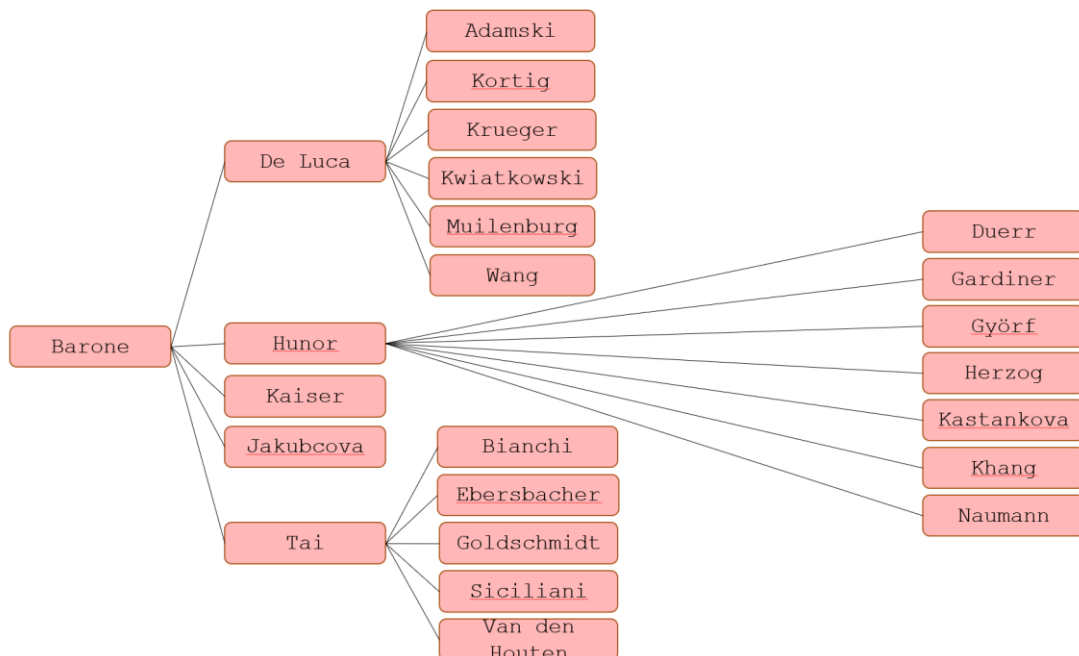 Barone
De Luca
Adamski
Kortig
Krueger
Kwiatkowski
Muilenburg
Wang
Hunor
Duerr
Gardiner
Györf
Herzog
Kastankova
Khang
Naumann
Kaiser
Jakubcova
Tai
Bianchi
Ebersbacher
Goldschmidt
Siciliani
Van den
Houten